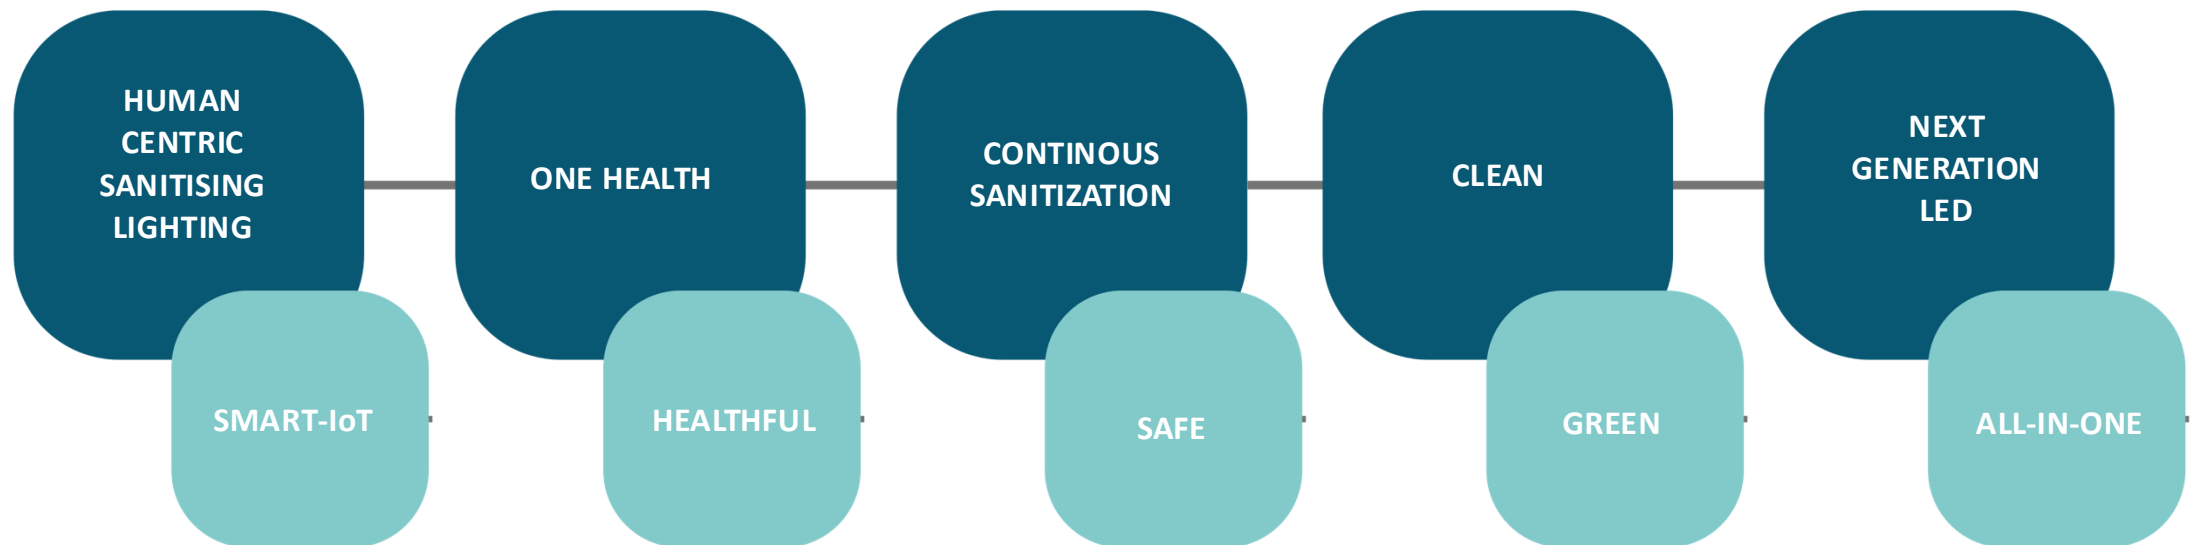 HUMAN
CENTRIC
SANITISING
LIGHTING
ONE HEALTH
CONTINOUS
SANITIZATION
CLEAN
NEXT
GENERATION
LED
SMART-IoT
HEALTHFUL
SAFE
GREEN
ALL-IN-ONE